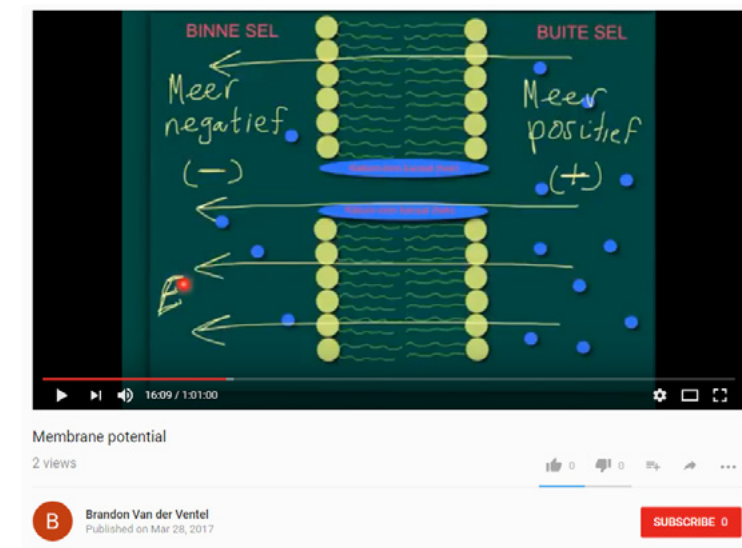 BINNE SEL
BUITE SEL
Meer
negatief
(-)
Meer
positief
(+)
E
16:09 / 1:01:00
Membrane potential
2 views
0
0
B
Brandon Van der Ventel
Published on Mar 28, 2017
SUBSCRIBE 0